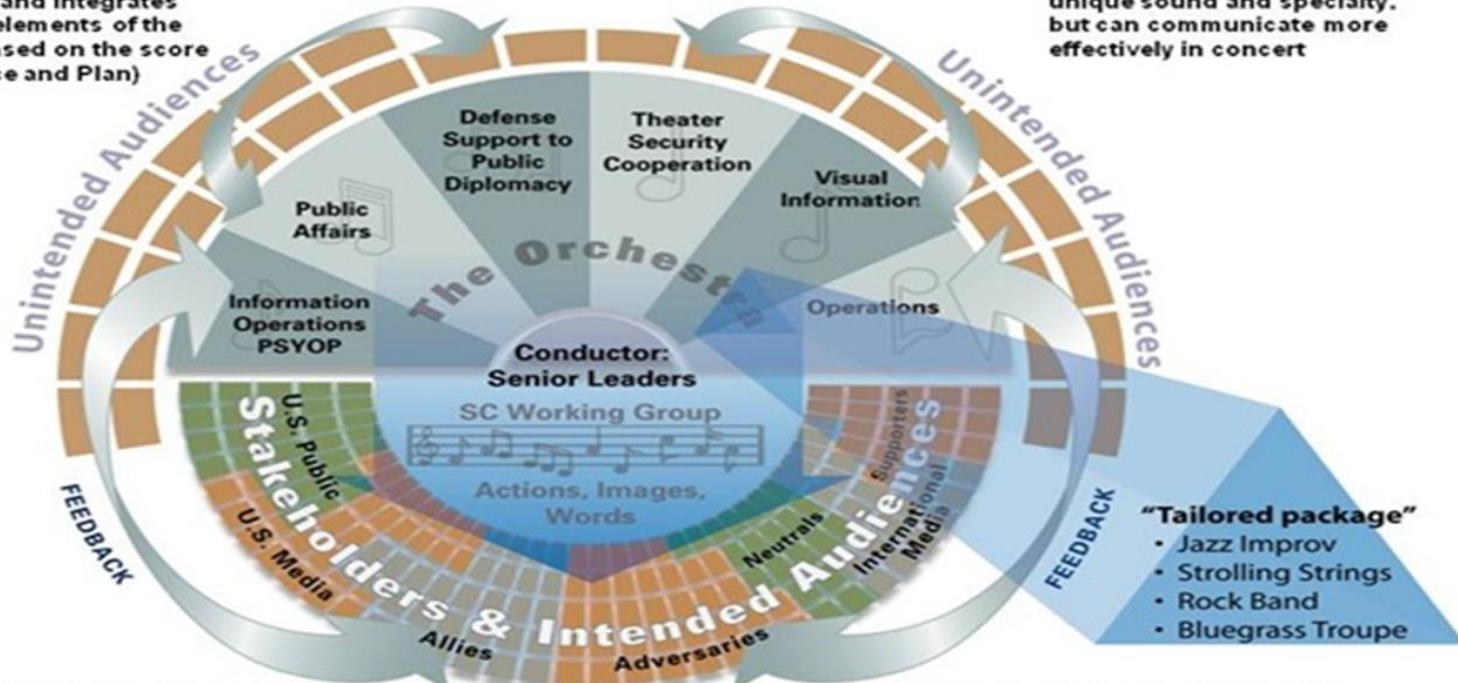 and integrates
elements of the
sed on the score
e and Plan)
unique sound and specialty,
but can communicate more
effectively in concert
Unintended Audiences
Unintended Audiences
Defense
Support to
Public
Diplomacy
Theater
Security
Cooperation
Visual
Information
Public
Affairs
The Orchestra
Information
Operations
PSYOP
Operations
Conductor:
Senior Leaders
SC Working Group
Actions, Images,
Words
Stakeholders & Intended Audiences
U.S. Public
U.S. Media
Allies
Adversaries
Neutrals
International
Media
Supporters
FEEDBACK
FEEDBACK
“Tailored package”
• Jazz Improv
• Strolling Strings
• Rock Band
• Bluegrass Troupe